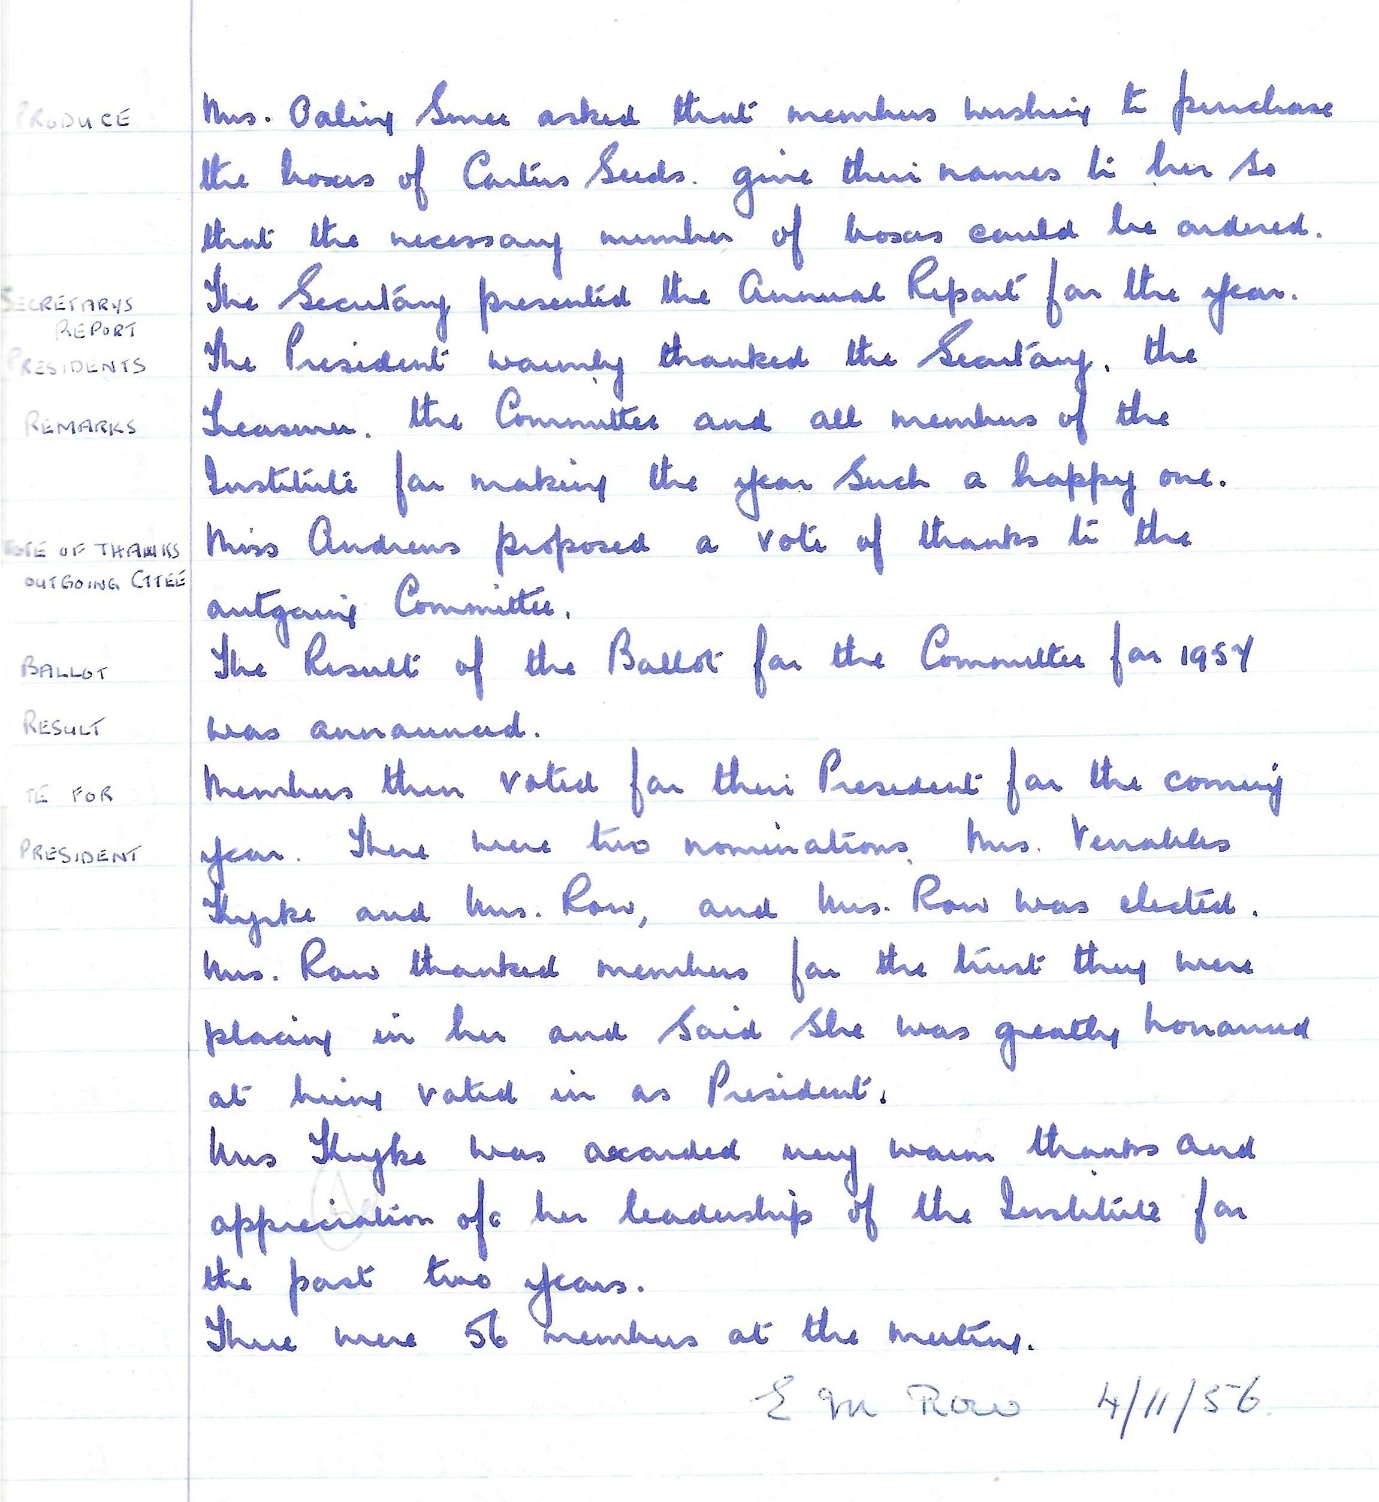 PRODUCE Mrs. Oaling Smee asked that members wishing to purchase
the boxes of Carters Seeds. give their names to her so
that the necessary number of boxes could be ordered.
SECRETARYS The Secretary presented the Annual Report for the year.
REPORT
PRESIDENTS The President warmly thanked the Secretary, the
REMARKS Treasurer, the Committee and all members of the
Institute for making the year such a happy one.
VOTE OF THANKS Miss Andrews proposed a vote of thanks to the
OUTGOING CTTEE
outgoing Committee.
BALLOT The Result of the Ballot for the Committee for 1957
RESULT was announced.
TE FOR Members then voted for their President for the coming
PRESIDENT year. There were two nominations, Mrs. Venables
Kyrke and Mrs. Row, and Mrs. Row was elected.
Mrs. Row thanked members for the trust they were
placing in her and said she was greatly honoured
at being voted in as President.
Mrs Kyrke was accorded very warm thanks and
appreciation of her leadership of the Institute for
the past two years.
There were 56 members at the meeting.
E M Row 4/11/56